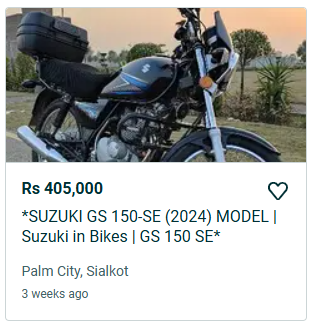 Rs 405,000
*SUZUKI GS 150-SE (2024) MODEL |
Suzuki in Bikes | GS 150 SE*
Palm City, Sialkot
3 weeks ago